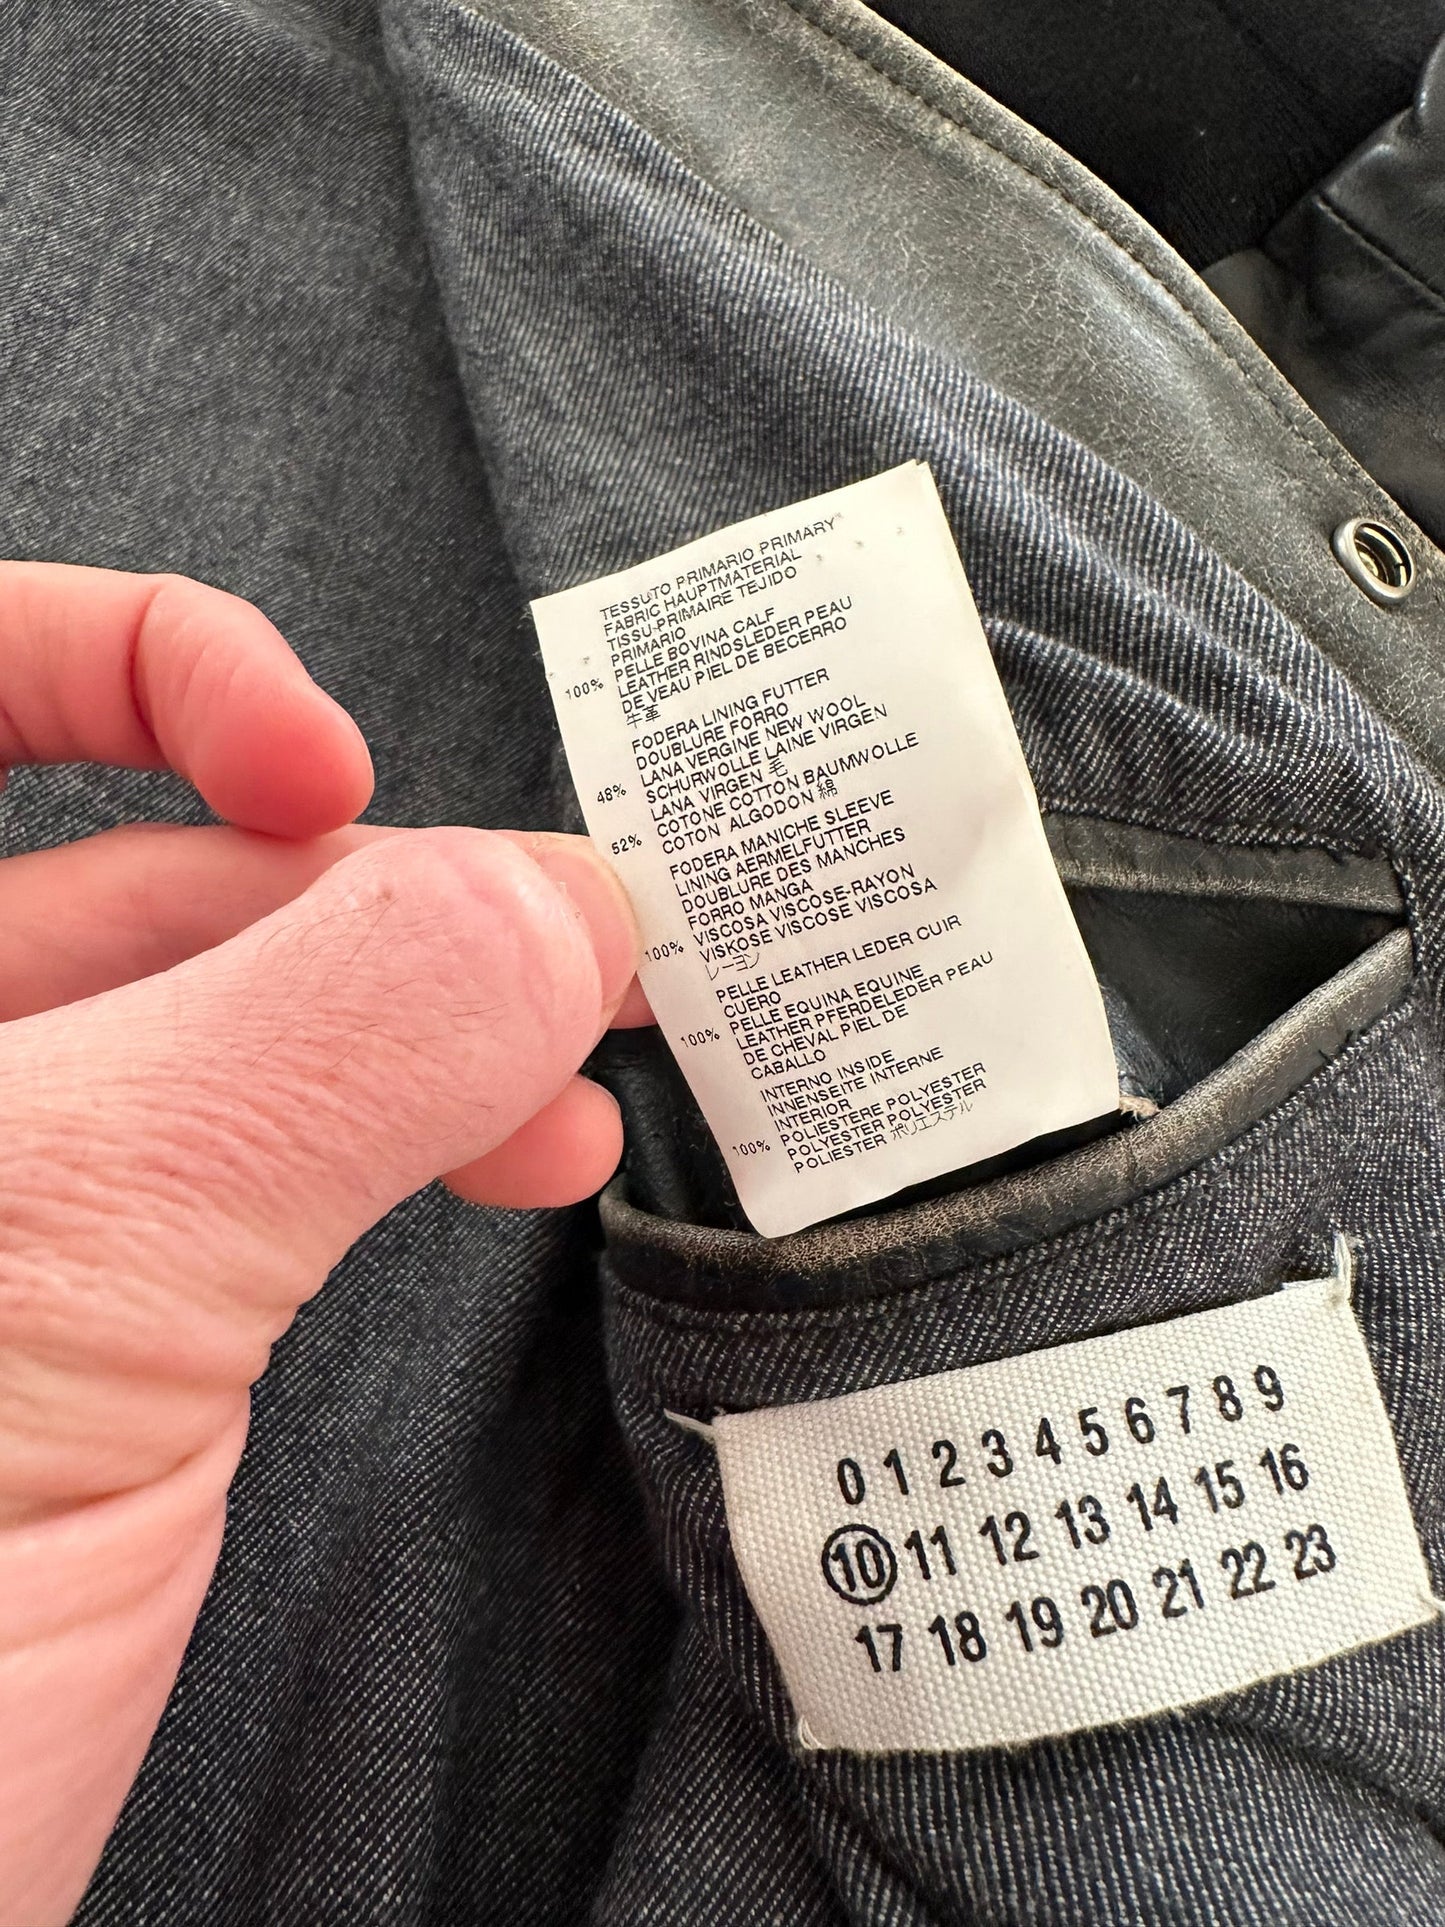 TESSUTO PRIMARIO PRIMARY
FABRIC HAUPTMATERIAL
TISSU-PRIMAIRE TEJIDO
PRIMARIO
PELLE BOVINA CALF
100% LEATHER RINDSLEDER PEAU
DE VEAU PIEL DE BECERRO
牛革
FODERA LINING FUTTER
DOUBLURE FORRO
LANA VERGINE NEW WOOL
48% SCHURWOLLE LAINE VIRGEN
LANA VIRGEN 毛
COTONE COTTON BAUMWOLLE
52% COTON ALGODON 綿
FODERA MANICHE SLEEVE
LINING AERMELFUTTER
DOUBLURE DES MANCHES
FORRO MANGA
VISCOSA VISCOSE-RAYON
100% VISKOSE VISCOSE VISCOSA
レーヨン
PELLE LEATHER LEDER CUIR
CUERO
PELLE EQUINA EQUINE
100% LEATHER PFERDELEDER PEAU
DE CHEVAL PIEL DE
CABALLO
INTERNO INSIDE
INNENSEITE INTERNE
INTERIOR
POLIESTERE POLYESTER
100% POLYESTER POLYESTER
POLIESTER ポリエステル
0 1 2 3 4 5 6 7 8 9
10 11 12 13 14 15 16
17 18 19 20 21 22 23